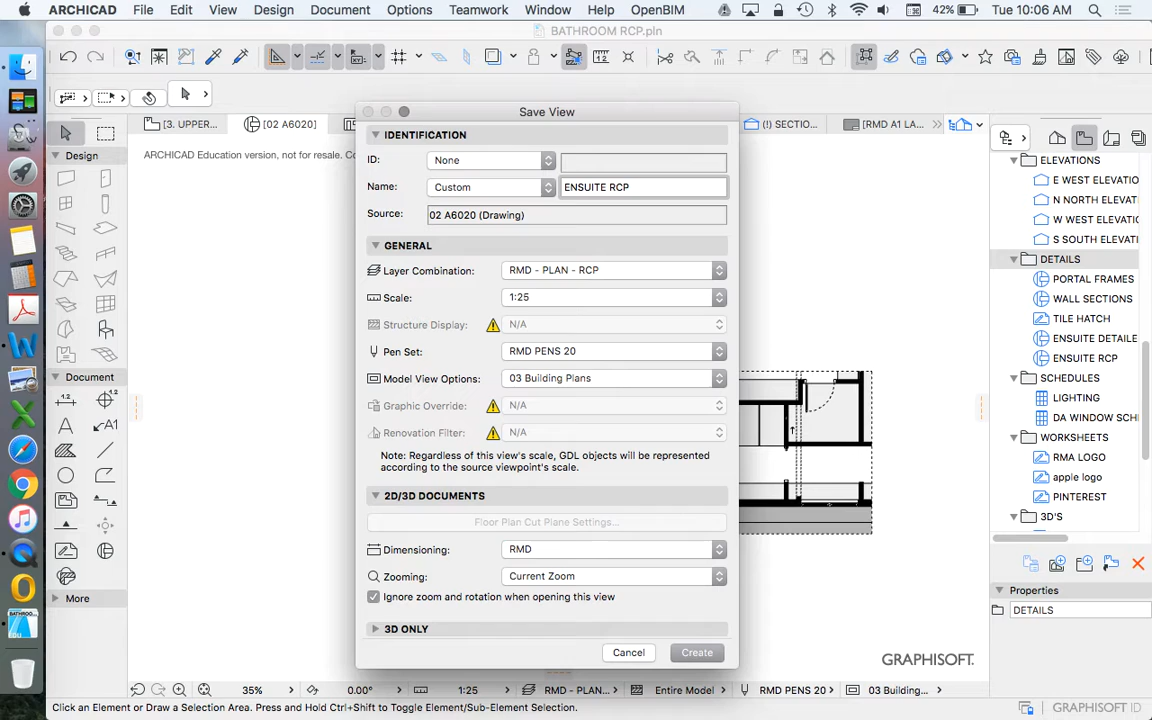 ARCHICAD File Edit View Design Document Options Teamwork Window Help OpenBIM 42% Tue 10:06 AM
BATHROOM RCP.pln
[3. UPPER...
[02 A6020]
(!) SECTIO...
[RMD A1 LA...
ARCHICAD Education version, not for resale. Co
Design
Document
More
Save View
IDENTIFICATION
ID: None
Name: Custom ENSUITE RCP
Source: 02 A6020 (Drawing)
GENERAL
Layer Combination: RMD - PLAN - RCP
Scale: 1:25
Structure Display: N/A
Pen Set: RMD PENS 20
Model View Options: 03 Building Plans
Graphic Override: N/A
Renovation Filter: N/A
Note: Regardless of this view's scale, GDL objects will be represented
according to the source viewpoint's scale.
2D/3D DOCUMENTS
Floor Plan Cut Plane Settings...
Dimensioning: RMD
Zooming: Current Zoom
Ignore zoom and rotation when opening this view
3D ONLY
Cancel Create
ELEVATIONS
E WEST ELEVATIO
N NORTH ELEVATI
W WEST ELEVATIO
S SOUTH ELEVATI
DETAILS
PORTAL FRAMES
WALL SECTIONS
TILE HATCH
ENSUITE DETAILE
ENSUITE RCP
SCHEDULES
LIGHTING
DA WINDOW SCH
WORKSHEETS
RMA LOGO
apple logo
PINTEREST
3D'S
Properties
DETAILS
GRAPHISOFT.
35% 0.00° 1:25 RMD - PLAN... Entire Model RMD PENS 20 03 Building...
Click an Element or Draw a Selection Area. Press and Hold Ctrl+Shift to Toggle Element/Sub-Element Selection.
GRAPHISOFT ID